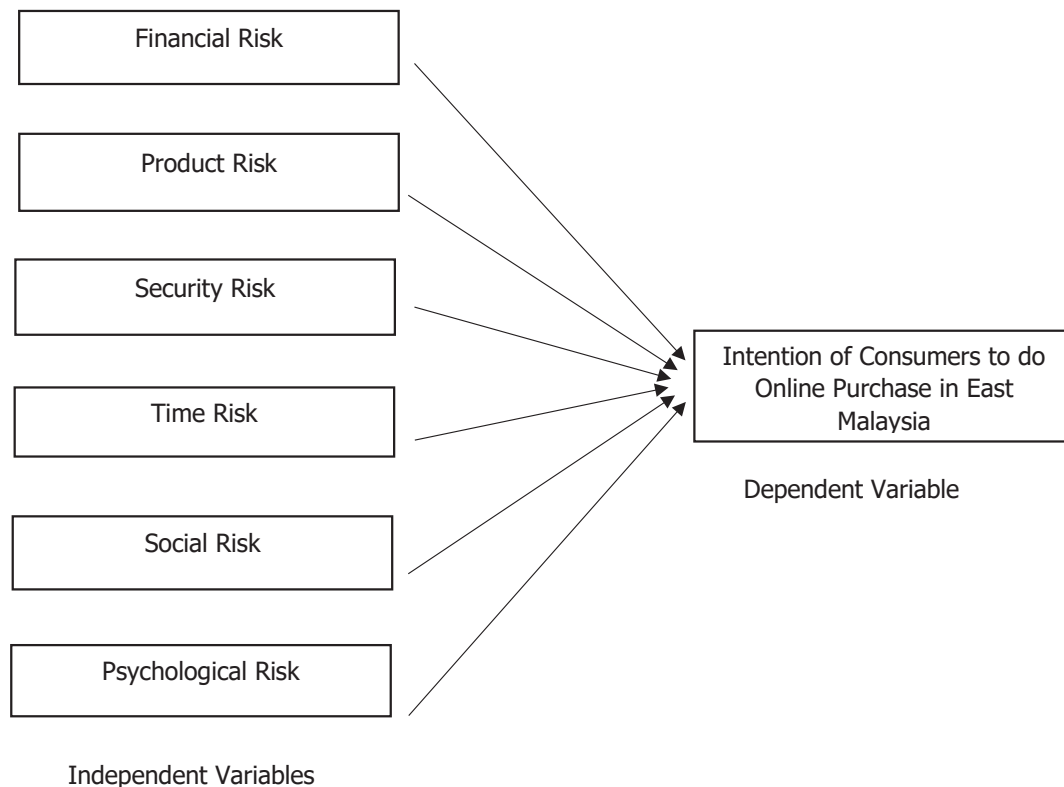 Financial Risk
Product Risk
Security Risk
Time Risk
Social Risk
Psychological Risk
Independent Variables
Intention of Consumers to do
Online Purchase in East
Malaysia
Dependent Variable